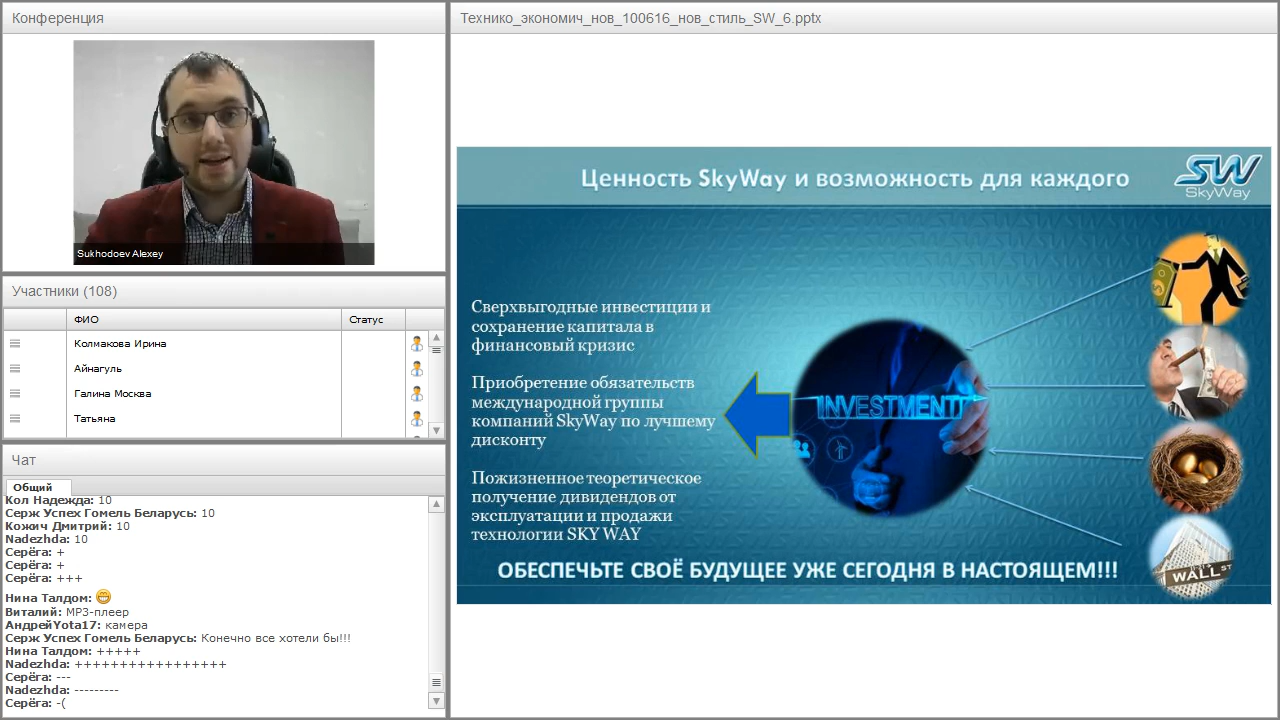 Конференция
Sukhodoev Alexey
Участники (108)
ФИО
Статус
Колмакова Ирина
Айнагуль
Галина Москва
Татьяна
Чат
Общий
Кол Надежда: 10
Серж Успех Гомель Беларусь: 10
Кожич Дмитрий: 10
Nadezhda: 10
Серёга: +
Серёга: +
Серёга: +++
Нина Талдом:
Виталий: MP3-плеер
АндрейYota17: камера
Серж Успех Гомель Беларусь: Конечно все хотели бы!!!
Нина Талдом: +++++
Nadezhda: +++++++++++++++++
Серёга: ---
Nadezhda: ---------
Серёга: -(
Технико_экономич_нов_100616_нов_стиль_SW_6.pptx
Ценность SkyWay и возможность для каждого
SW
SkyWay
Сверхвыгодные инвестиции и
сохранение капитала в
финансовый кризис
Приобретение обязательств
международной группы
компаний SkyWay по лучшему
дисконту
Пожизненное теоретическое
получение дивидендов от
эксплуатации и продажи
технологии SKY WAY
INVESTMENT
WALL ST
ОБЕСПЕЧЬТЕ СВОЁ БУДУЩЕЕ УЖЕ СЕГОДНЯ В НАСТОЯЩЕМ!!!